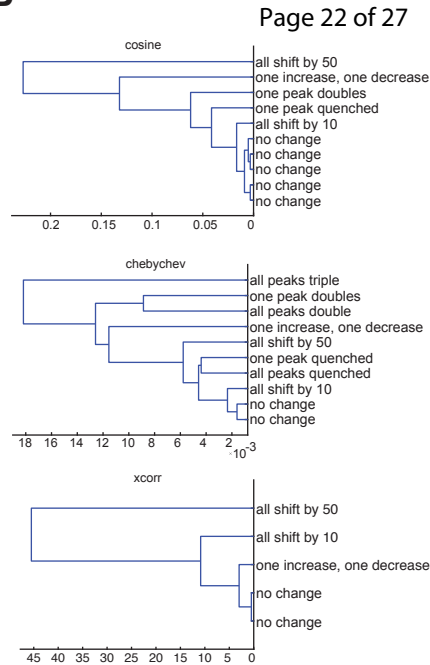 Page 22 of 27
cosine
all shift by 50
one increase, one decrease
one peak doubles
one peak quenched
all shift by 10
no change
no change
no change
no change
no change
0.2 0.15 0.1 0.05 0
chebychev
all peaks triple
one peak doubles
all peaks double
one increase, one decrease
all shift by 50
one peak quenched
all peaks quenched
all shift by 10
no change
no change
18 16 14 12 10 8 6 4 2
×10-3
xcorr
all shift by 50
all shift by 10
one increase, one decrease
no change
no change
45 40 35 30 25 20 15 10 5 0